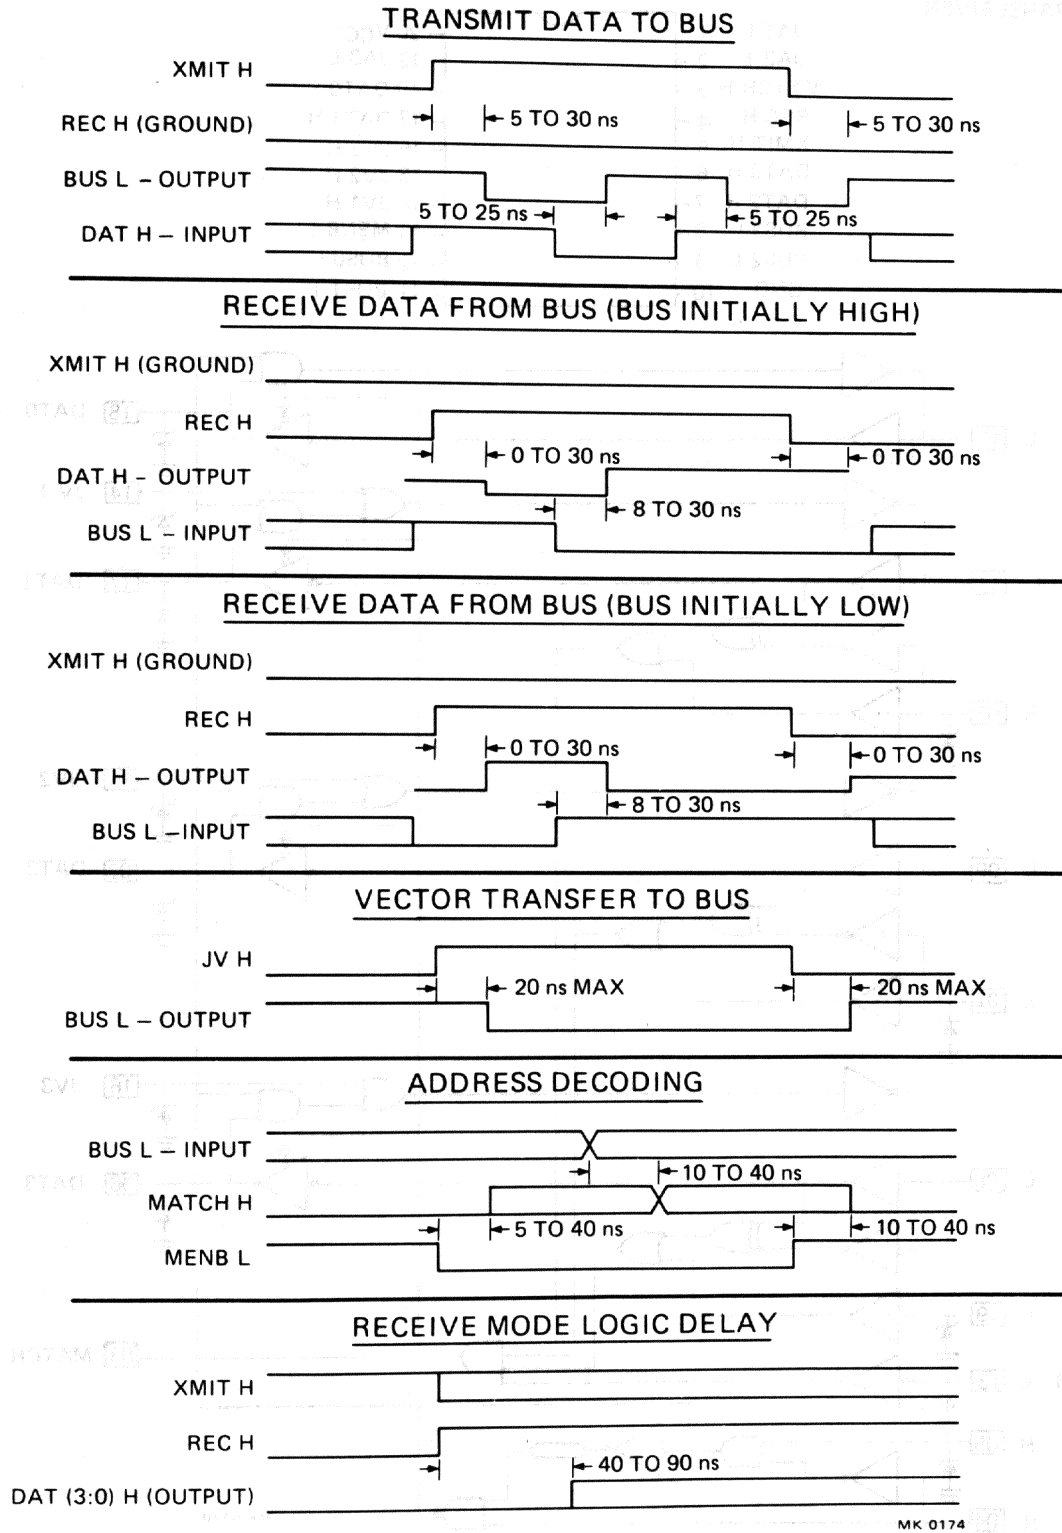 TRANSMIT DATA TO BUS
XMIT H
REC H (GROUND)
5 TO 30 ns
5 TO 30 ns
BUS L – OUTPUT
5 TO 25 ns
5 TO 25 ns
DAT H – INPUT
RECEIVE DATA FROM BUS (BUS INITIALLY HIGH)
XMIT H (GROUND)
REC H
0 TO 30 ns
0 TO 30 ns
DAT H - OUTPUT
8 TO 30 ns
BUS L – INPUT
RECEIVE DATA FROM BUS (BUS INITIALLY LOW)
XMIT H (GROUND)
REC H
0 TO 30 ns
0 TO 30 ns
DAT H – OUTPUT
8 TO 30 ns
BUS L –INPUT
VECTOR TRANSFER TO BUS
JV H
20 ns MAX
20 ns MAX
BUS L – OUTPUT
ADDRESS DECODING
BUS L – INPUT
10 TO 40 ns
MATCH H
5 TO 40 ns
10 TO 40 ns
MENB L
RECEIVE MODE LOGIC DELAY
XMIT H
REC H
40 TO 90 ns
DAT (3:0) H (OUTPUT)
MK 0174